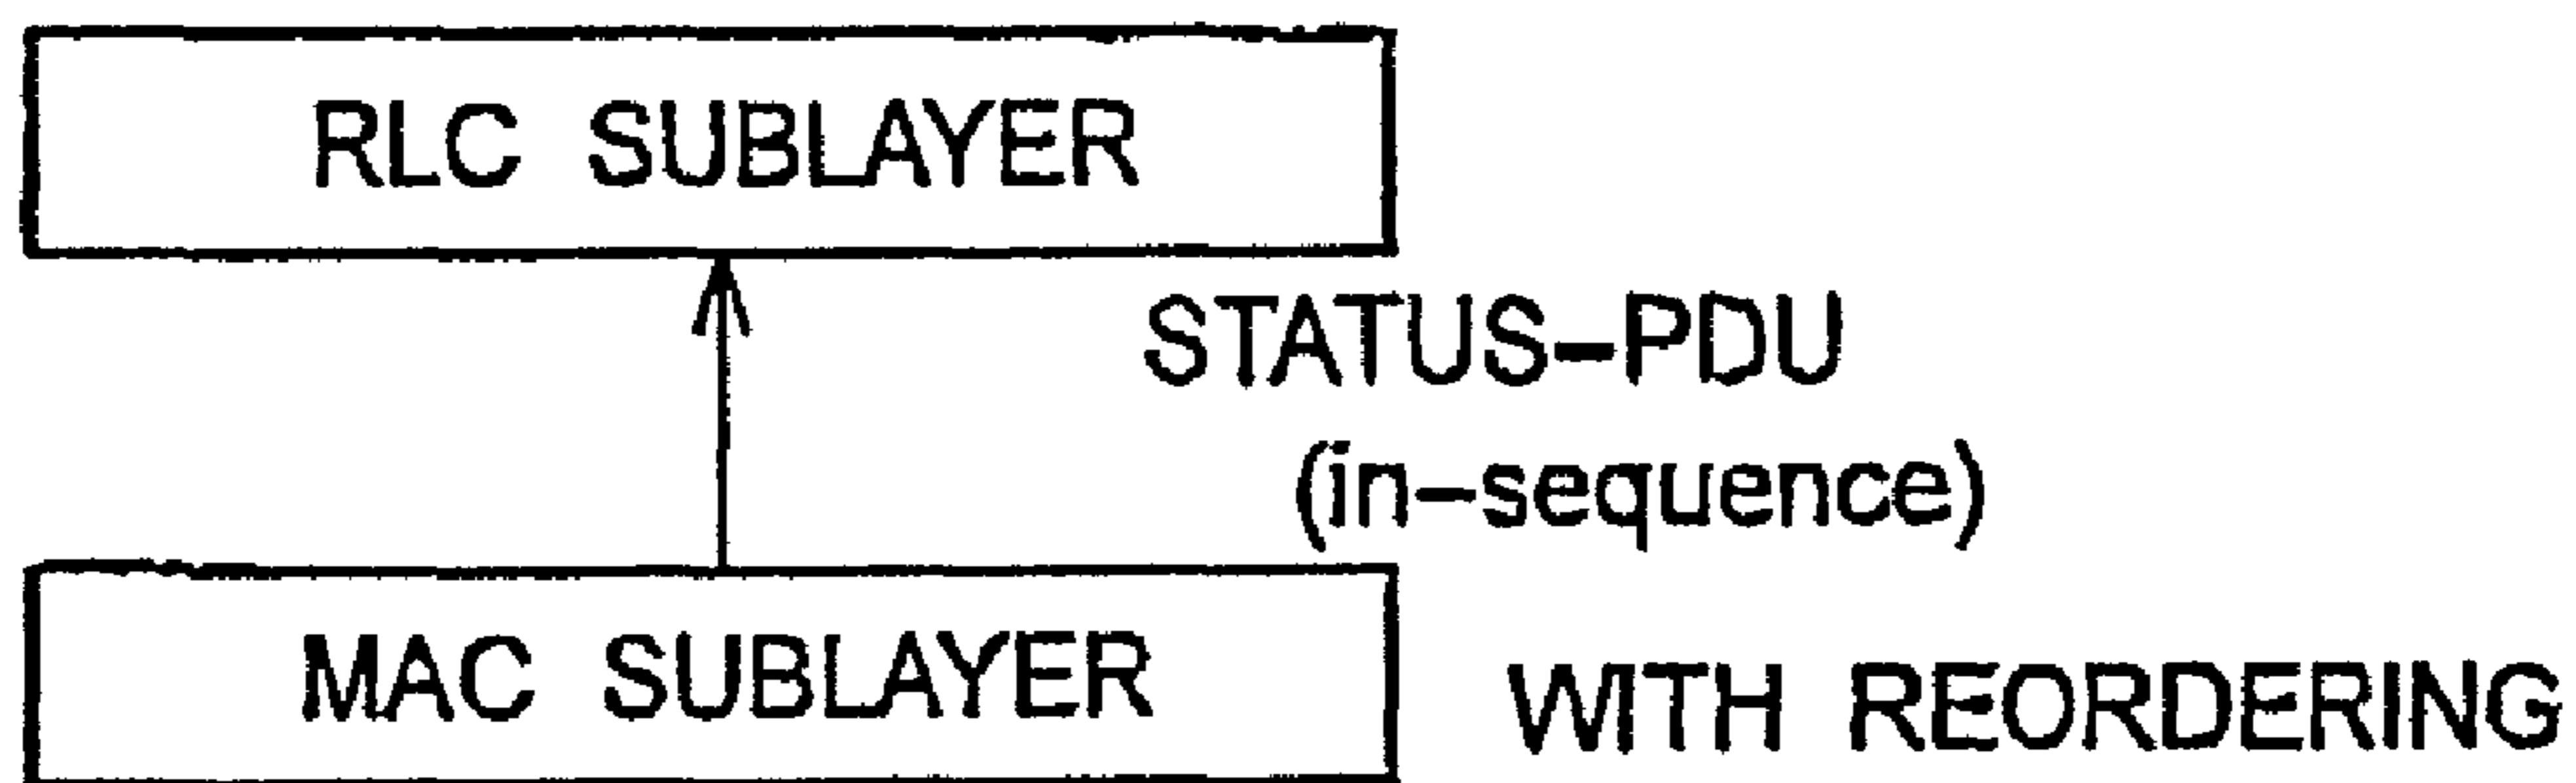 RLC SUBLAYER
STATUS-PDU
(in-sequence)
MAC SUBLAYER
WITH REORDERING